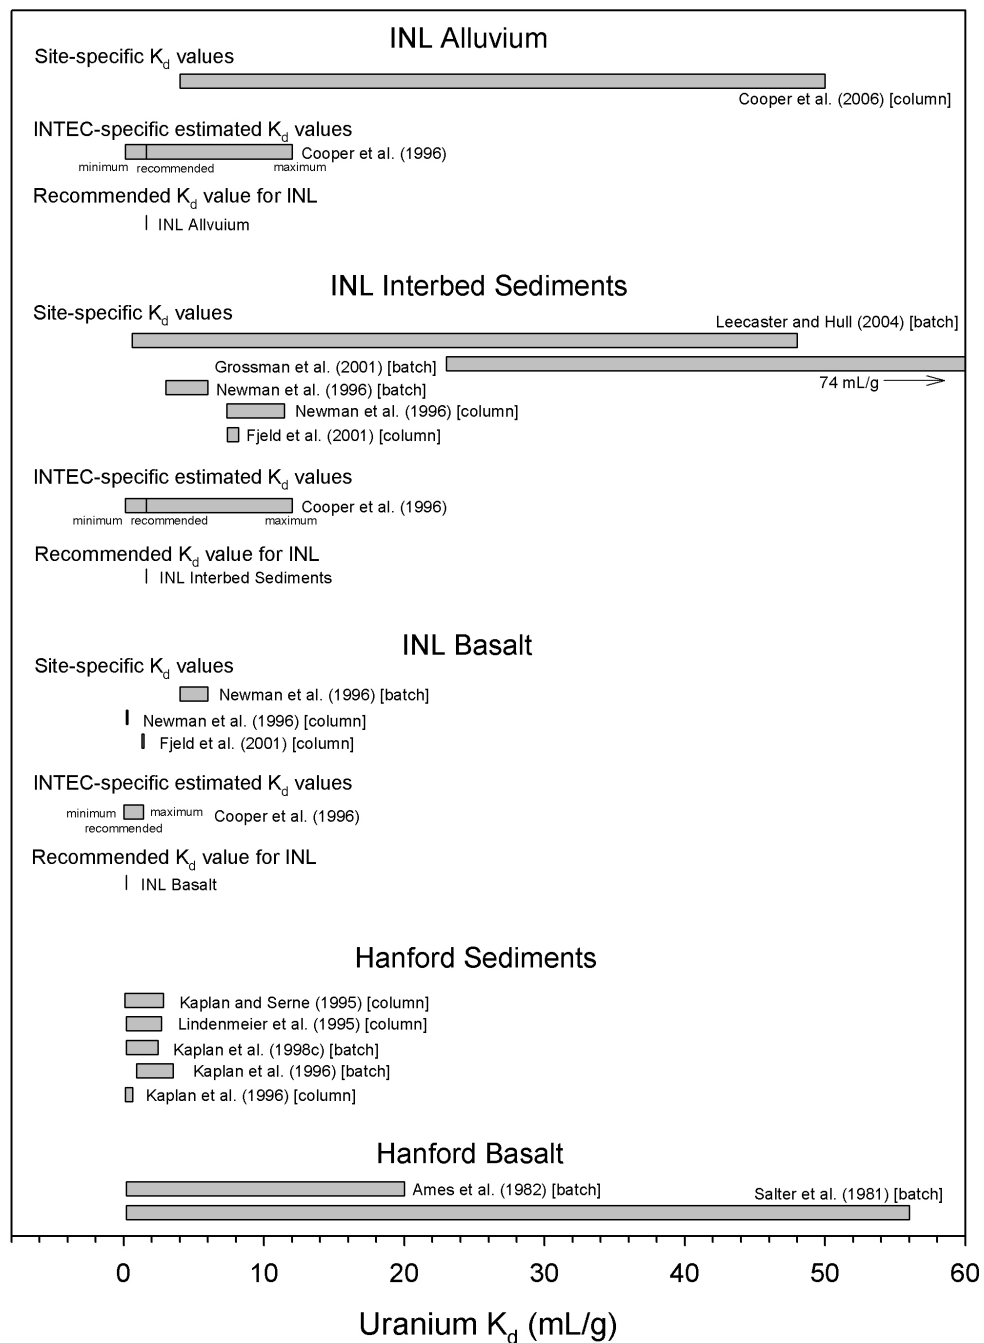 INL Alluvium
Site-specific Kd values
Cooper et al. (2006) [column]
INTEC-specific estimated Kd values
Cooper et al. (1996)
minimum recommended maximum
Recommended Kd value for INL
INL Allvuium
INL Interbed Sediments
Site-specific Kd values
Leecaster and Hull (2004) [batch]
Grossman et al. (2001) [batch]
74 mL/g
Newman et al. (1996) [batch]
Newman et al. (1996) [column]
Fjeld et al. (2001) [column]
INTEC-specific estimated Kd values
Cooper et al. (1996)
minimum recommended maximum
Recommended Kd value for INL
INL Interbed Sediments
INL Basalt
Site-specific Kd values
Newman et al. (1996) [batch]
Newman et al. (1996) [column]
Fjeld et al. (2001) [column]
INTEC-specific estimated Kd values
minimum maximum Cooper et al. (1996)
recommended
Recommended Kd value for INL
INL Basalt
Hanford Sediments
Kaplan and Serne (1995) [column]
Lindenmeier et al. (1995) [column]
Kaplan et al. (1998c) [batch]
Kaplan et al. (1996) [batch]
Kaplan et al. (1996) [column]
Hanford Basalt
Ames et al. (1982) [batch]
Salter et al. (1981) [batch]
0 10 20 30 40 50 60
Uranium Kd (mL/g)